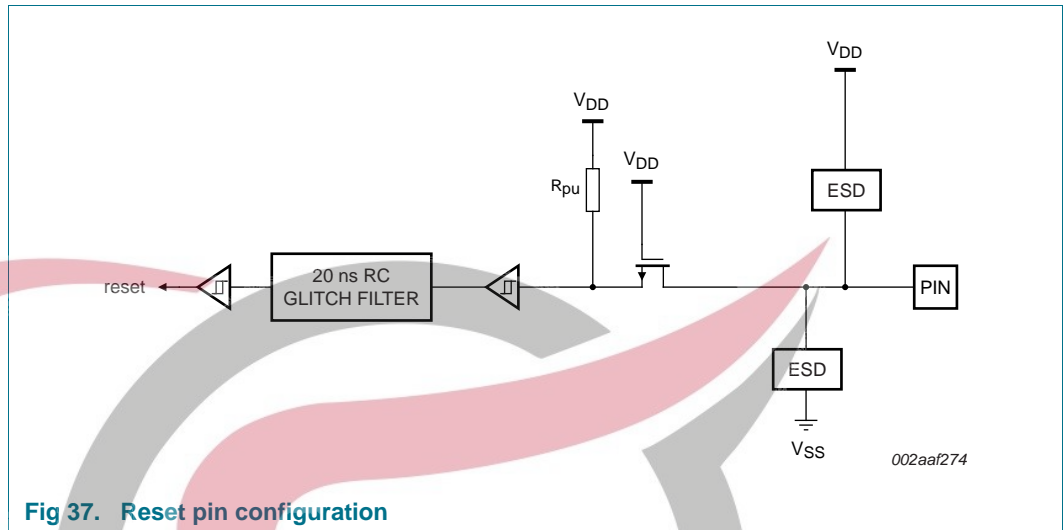 VDD
VDD
VDD
Rpu
ESD
reset
20 ns RC
GLITCH FILTER
PIN
ESD
VSS
002aaf274
Fig 37. Reset pin configuration